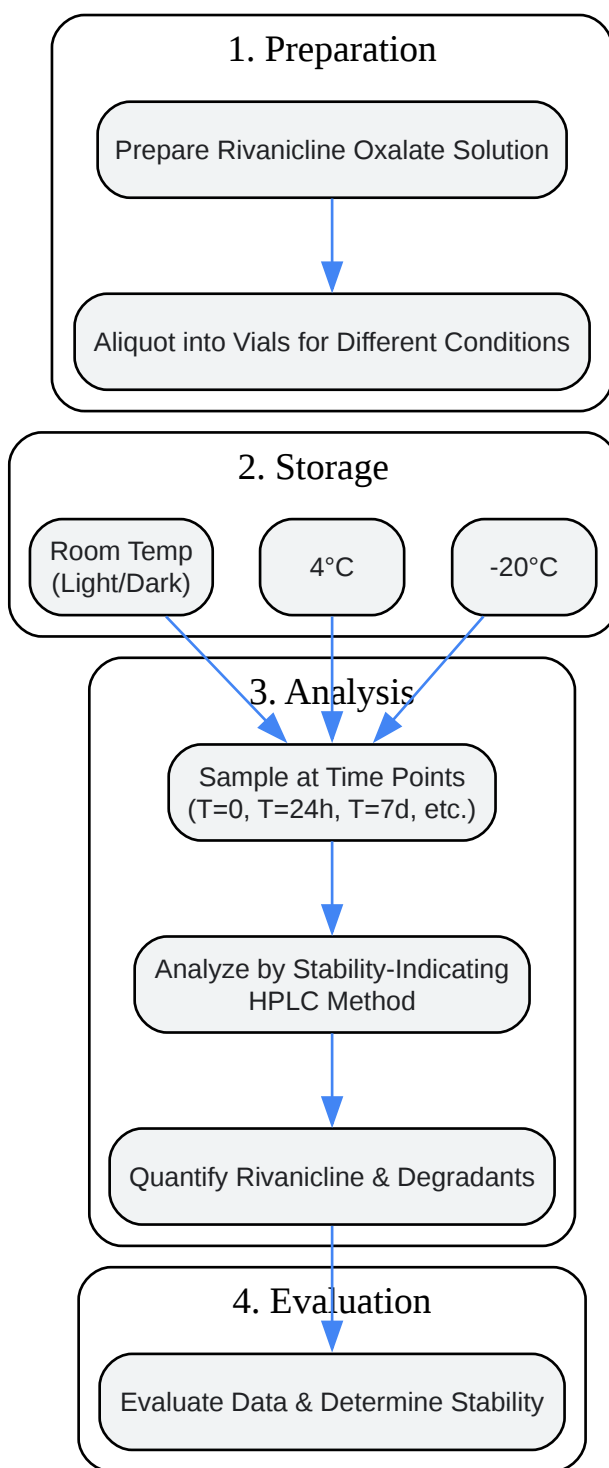 1. Preparation
Prepare Rivanicline Oxalate Solution
Aliquot into Vials for Different Conditions
2. Storage
Room Temp
(Light/Dark)
4°C
-20°C
3. Analysis
Sample at Time Points
(T=0, T=24h, T=7d, etc.)
Analyze by Stability-Indicating
HPLC Method
Quantify Rivanicline & Degradants
4. Evaluation
Evaluate Data & Determine Stability